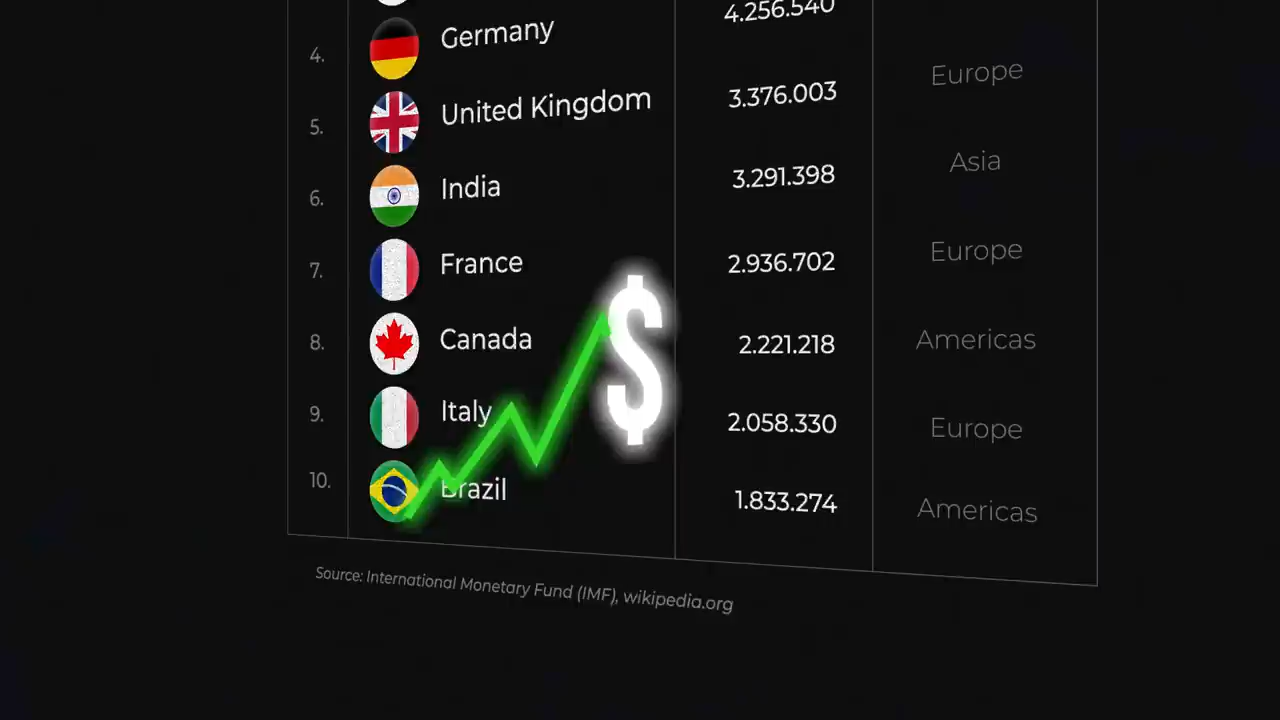 4. Germany 4.256.540
5. United Kingdom 3.376.003 Europe
6. India 3.291.398 Asia
7. France 2.936.702 Europe
8. Canada 2.221.218 Americas
9. Italy 2.058.330 Europe
10. Brazil 1.833.274 Americas
$
Source: International Monetary Fund (IMF), wikipedia.org